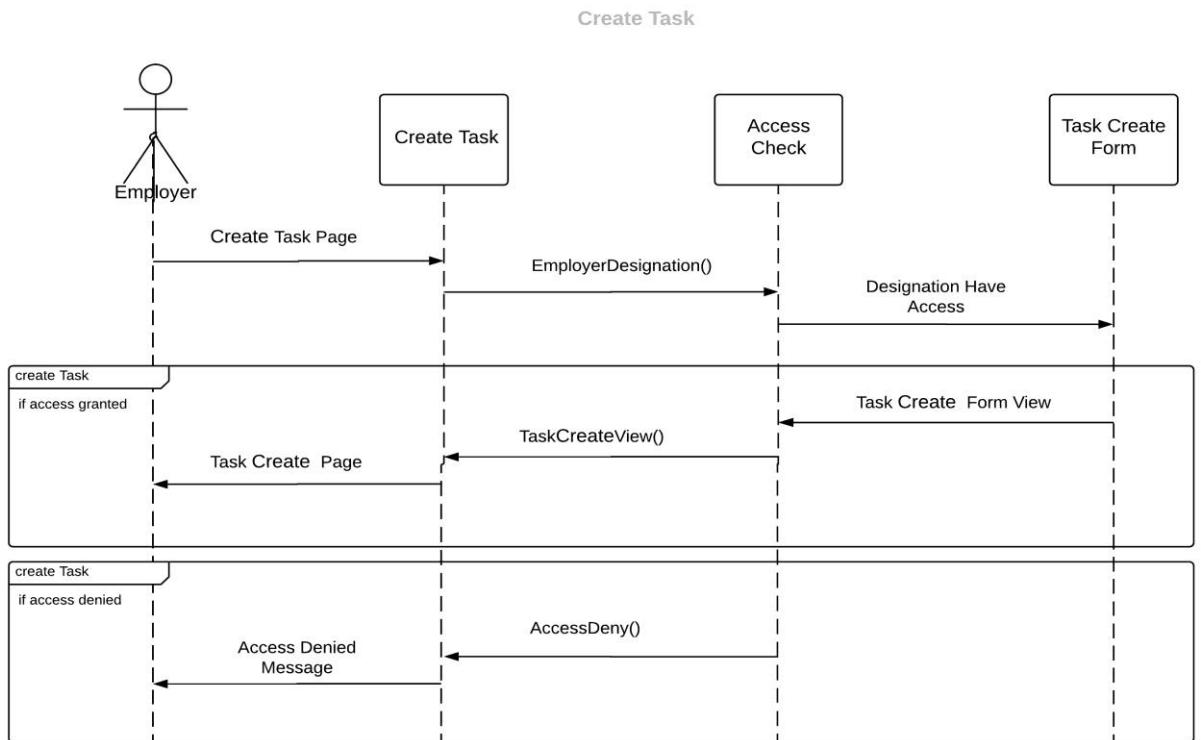 Create Task
Employer
Create Task
Access
Check
Task Create
Form
Create Task Page
EmployerDesignation()
Designation Have
Access
create Task
if access granted
Task Create Form View
TaskCreateView()
Task Create Page
create Task
if access denied
AccessDeny()
Access Denied
Message